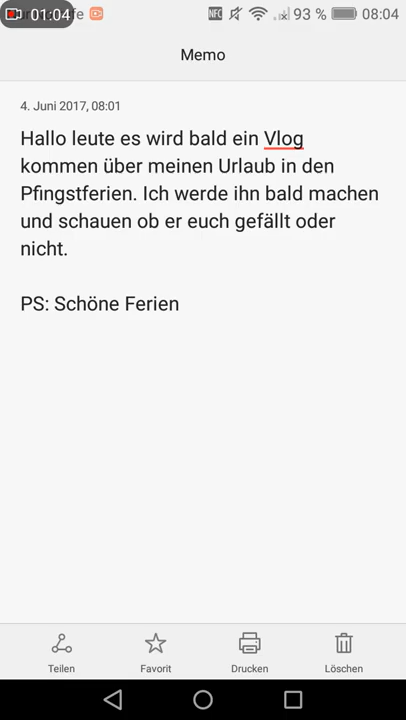 01:04
NFC
93 %
08:04
Memo
4. Juni 2017, 08:01
Hallo leute es wird bald ein Vlog
kommen über meinen Urlaub in den
Pfingstferien. Ich werde ihn bald machen
und schauen ob er euch gefällt oder
nicht.
PS: Schöne Ferien
Teilen
Favorit
Drucken
Löschen